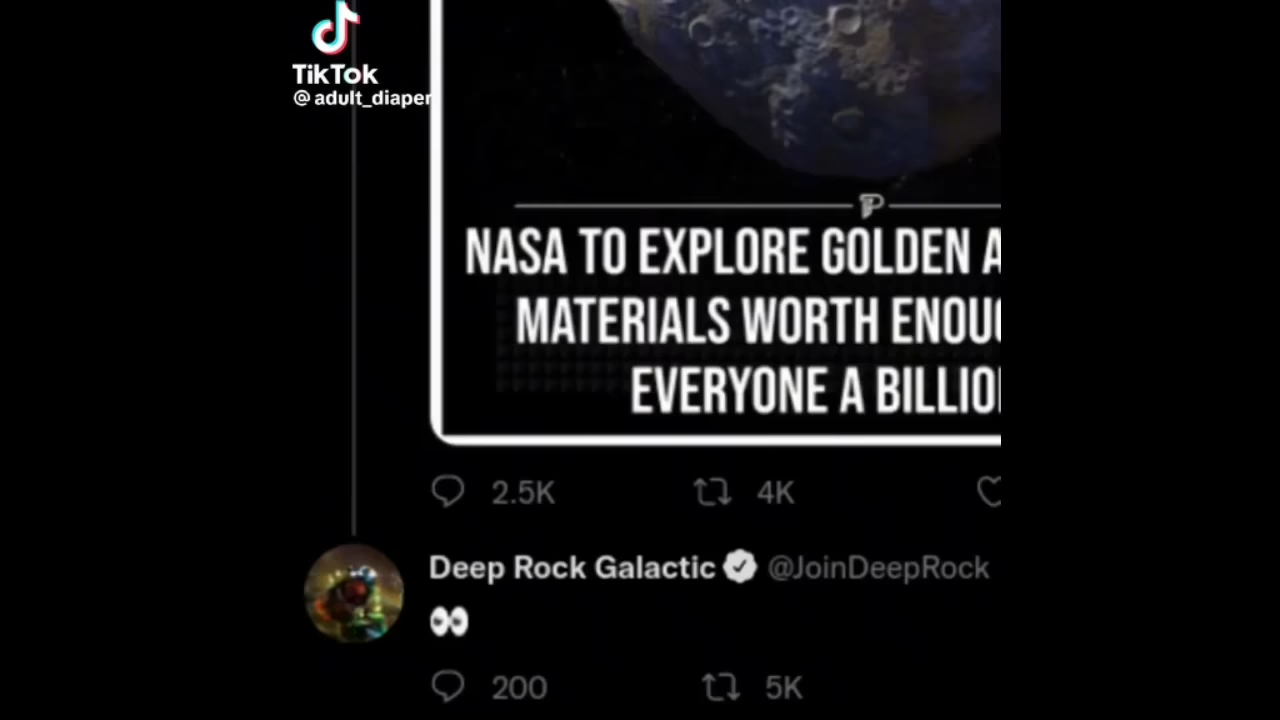 TikTok
@adult_diaper
NASA TO EXPLORE GOLDEN
MATERIALS WORTH
EVERYONE A
2.5K 4K
Deep Rock Galactic @JoinDeepRock
👀
200 5K